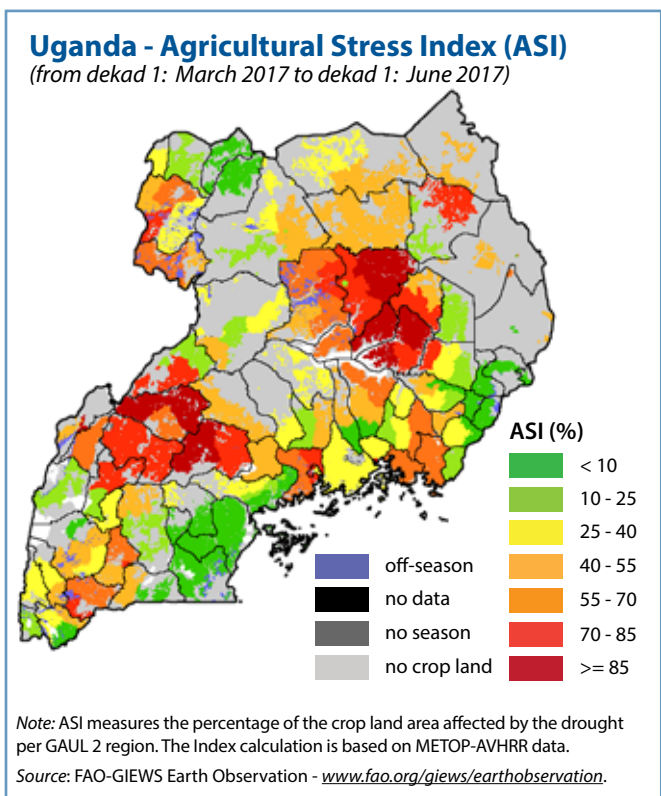 Uganda - Agricultural Stress Index (ASI)
(from dekad 1: March 2017 to dekad 1: June 2017)
ASI (%)
< 10
10 - 25
25 - 40
40 - 55
55 - 70
70 - 85
>= 85
off-season
no data
no season
no crop land
Note: ASI measures the percentage of the crop land area affected by the drought
per GAUL 2 region. The Index calculation is based on METOP-AVHRR data.
Source: FAO-GIEWS Earth Observation - www.fao.org/giews/earthobservation.